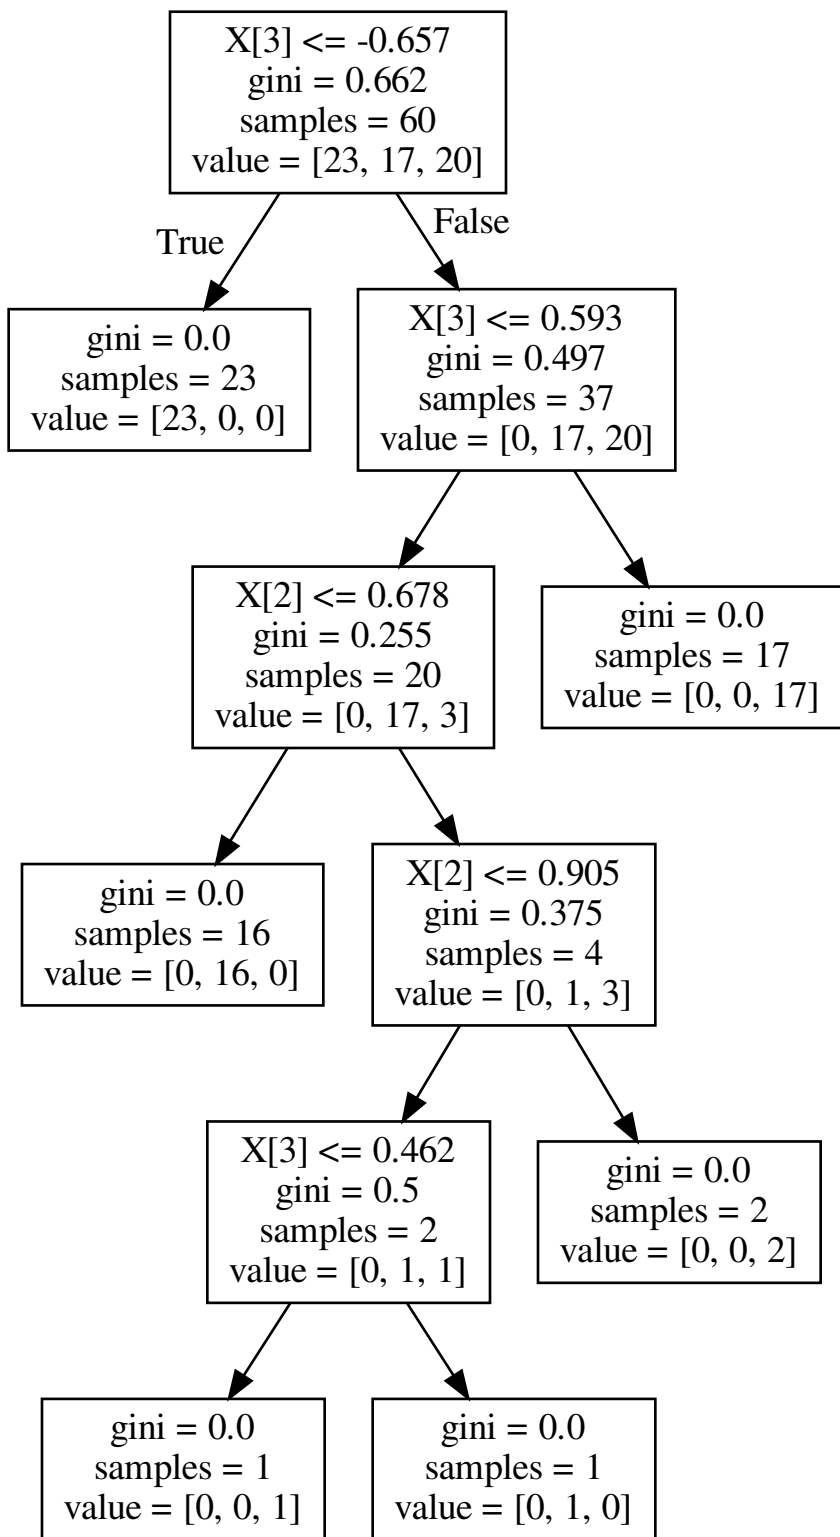 X[3] <= -0.657
gini = 0.662
samples = 60
value = [23, 17, 20]
True
False
gini = 0.0
samples = 23
value = [23, 0, 0]
X[3] <= 0.593
gini = 0.497
samples = 37
value = [0, 17, 20]
X[2] <= 0.678
gini = 0.255
samples = 20
value = [0, 17, 3]
gini = 0.0
samples = 17
value = [0, 0, 17]
gini = 0.0
samples = 16
value = [0, 16, 0]
X[2] <= 0.905
gini = 0.375
samples = 4
value = [0, 1, 3]
X[3] <= 0.462
gini = 0.5
samples = 2
value = [0, 1, 1]
gini = 0.0
samples = 2
value = [0, 0, 2]
gini = 0.0
samples = 1
value = [0, 0, 1]
gini = 0.0
samples = 1
value = [0, 1, 0]